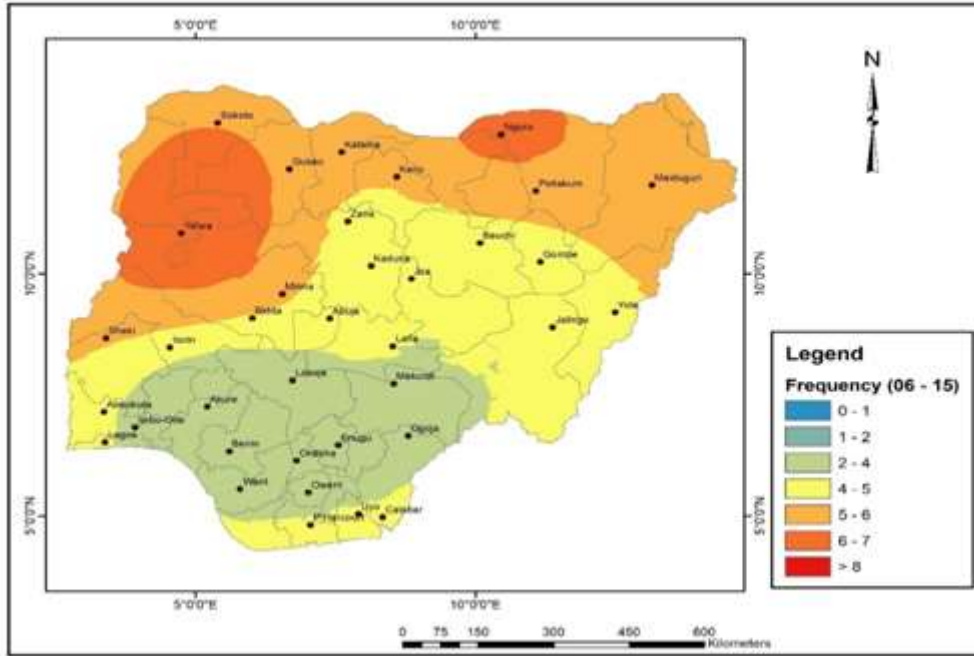 5°0'0"E
10°0'0"E
N
Sokoto
Nguru
Katsina
Gusau
Kano
Potiskum
Maiduguri
Yelwa
Zaria
Bauchi
Kaduna
Gombe
Jos
10°0'0"N
10°0'0"N
Minna
Bida
Abuja
Yola
Jalingo
Shaki
Ilorin
Lafia
Legend
Frequency (06 - 15)
Lokoja
Makurdi
0 - 1
Abeokuta
Akure
1 - 2
Ijebu-Ode
Lagos
Ogoja
Enugu
2 - 4
Benin
Onitsha
4 - 5
Warri
Owerri
5 - 6
5°0'0"N
5°0'0"N
Uyo
Calabar
6 - 7
P/Harcourt
> 8
5°0'0"E
10°0'0"E
0 75 150 300 450 600
Kilometers